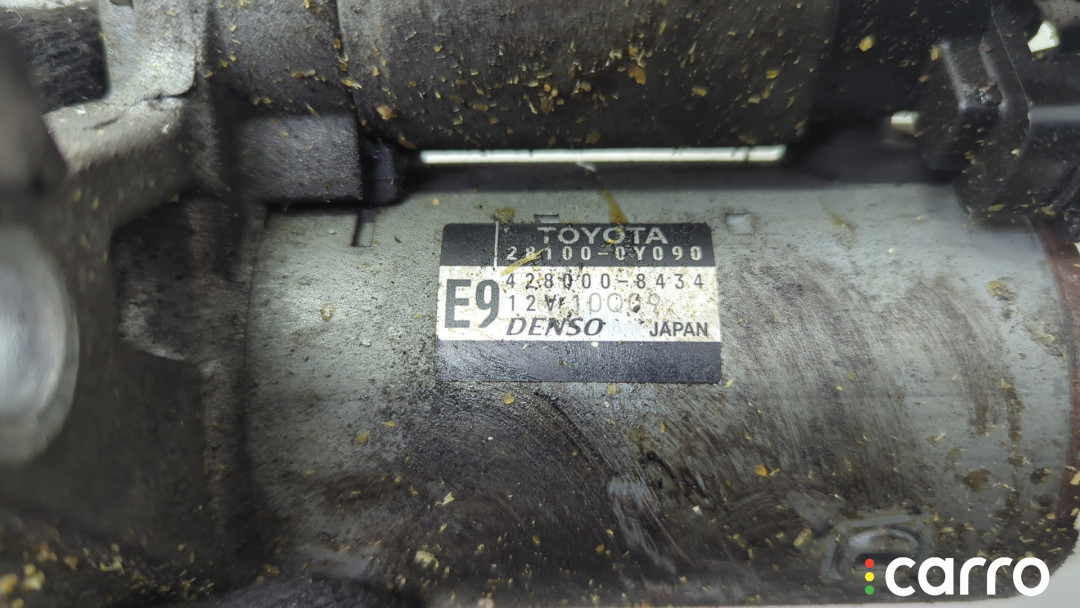 TOYOTA
28100-0Y090
428000-8434
E9
DENSO
JAPAN
carro